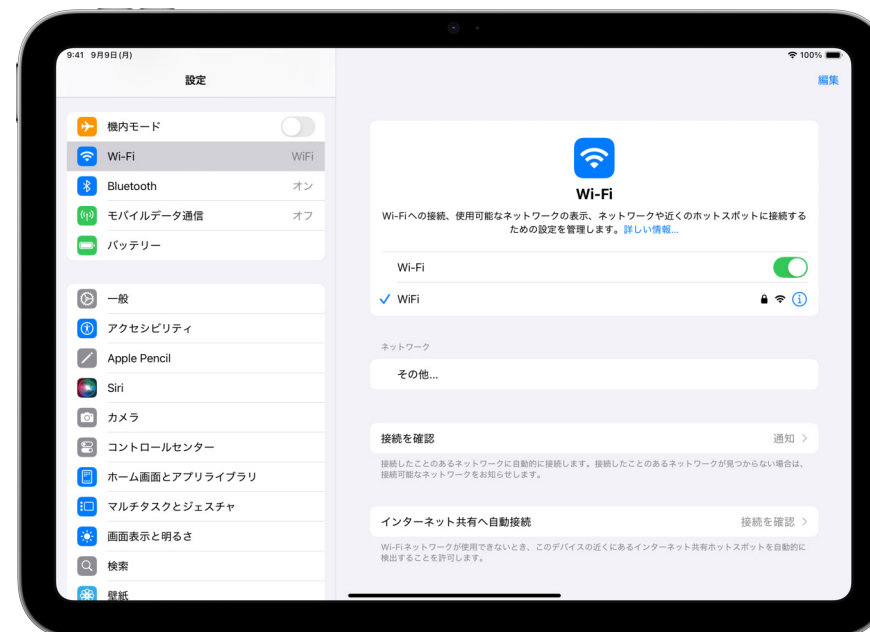 9:41 9月9日(月)
100%
設定
編集
機内モード
Wi-Fi WiFi
Bluetooth オン
モバイルデータ通信 オフ
バッテリー
一般
アクセシビリティ
Apple Pencil
Siri
カメラ
コントロールセンター
ホーム画面とアプリライブラリ
マルチタスクとジェスチャ
画面表示と明るさ
検索
壁紙
Wi-Fi
Wi-Fiへの接続、使用可能なネットワークの表示、ネットワークや近くのホットスポットに接続する
ための設定を管理します。詳しい情報...
Wi-Fi
WiFi
ネットワーク
その他...
接続を確認 通知
接続したことのあるネットワークに自動的に接続します。接続したことのあるネットワークが見つからない場合は、
接続可能なネットワークをお知らせします。
インターネット共有へ自動接続 接続を確認
Wi-Fiネットワークが使用できないとき、このデバイスの近くにあるインターネット共有ホットスポットを自動的に
検出することを許可します。